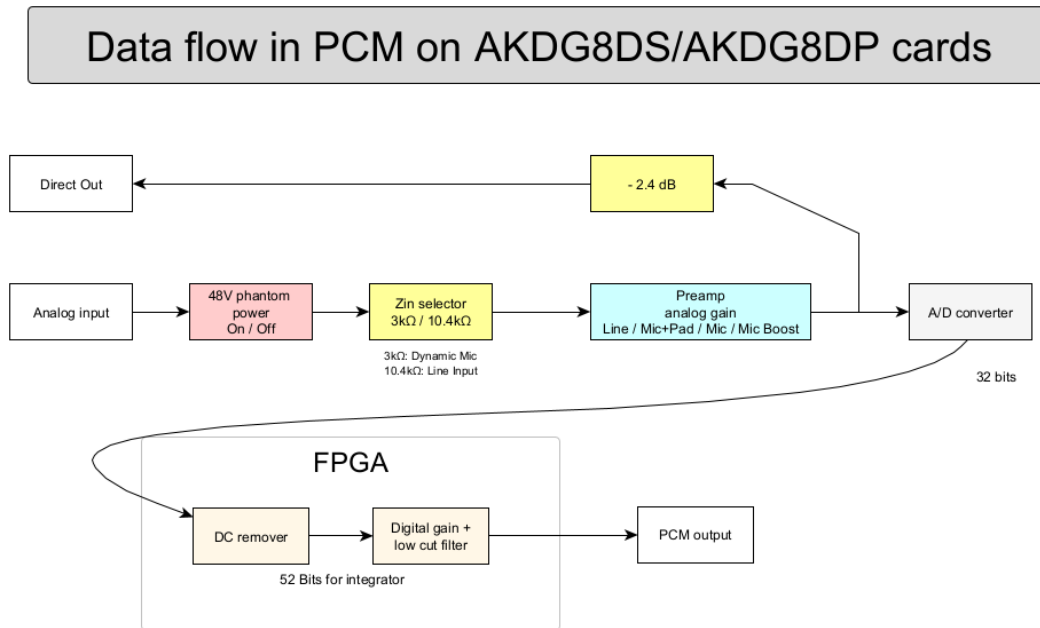 Data flow in PCM on AKDG8DS/AKDG8DP cards
Direct Out
- 2.4 dB
Analog input
48V phantom
power
On / Off
Zin selector
3kΩ / 10.4kΩ
Preamp
analog gain
Line / Mic+Pad / Mic / Mic Boost
A/D converter
3kΩ: Dynamic Mic
10.4kΩ: Line Input
32 bits
FPGA
DC remover
Digital gain +
low cut filter
PCM output
52 Bits for integrator